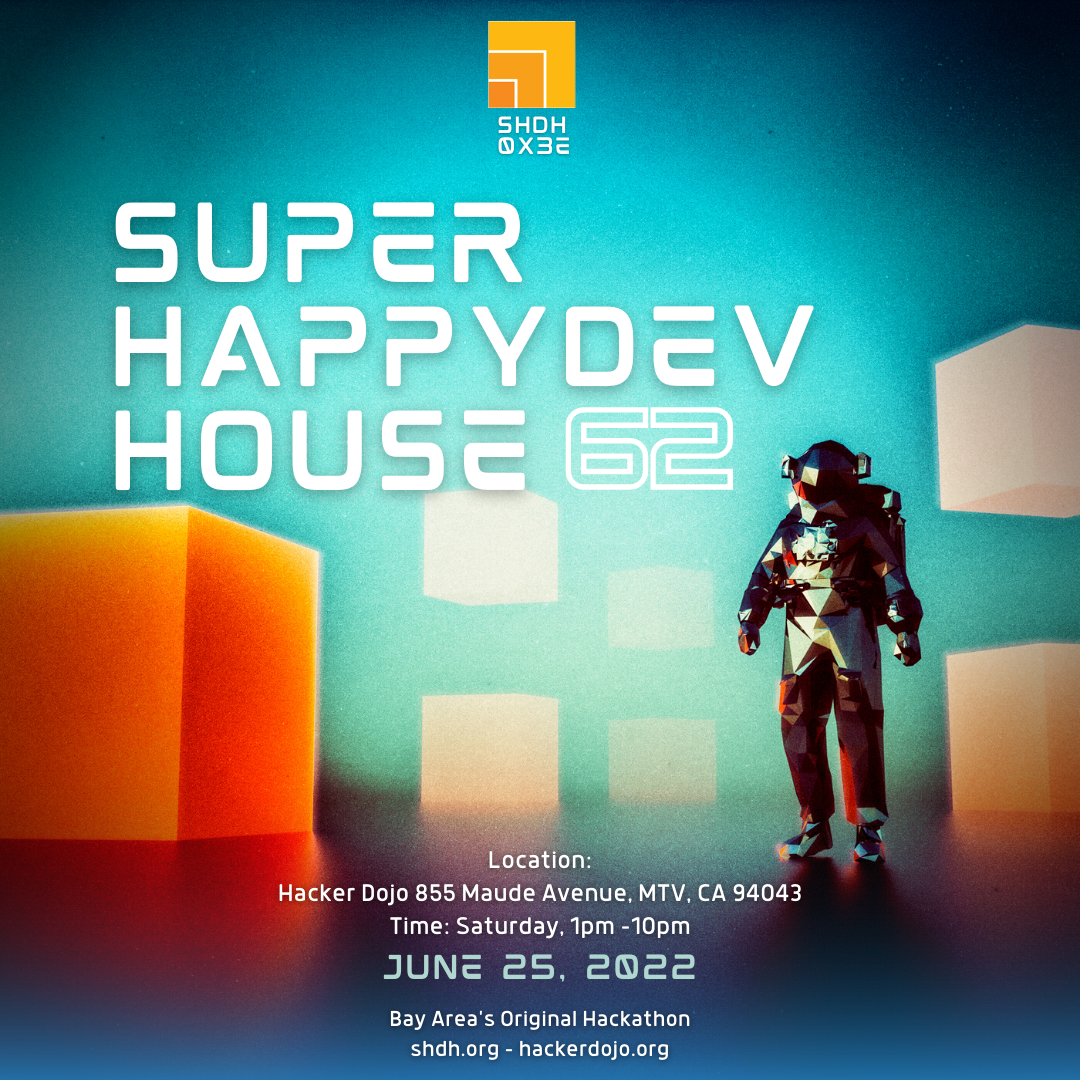 SHDH
0X3E
SUPER
HAPPYDEV
HOUSE 62
Location:
Hacker Dojo 855 Maude Avenue, MTV, CA 94043
Time: Saturday, 1pm -10pm
JUNE 25, 2022
Bay Area's Original Hackathon
shdh.org - hackerdojo.org